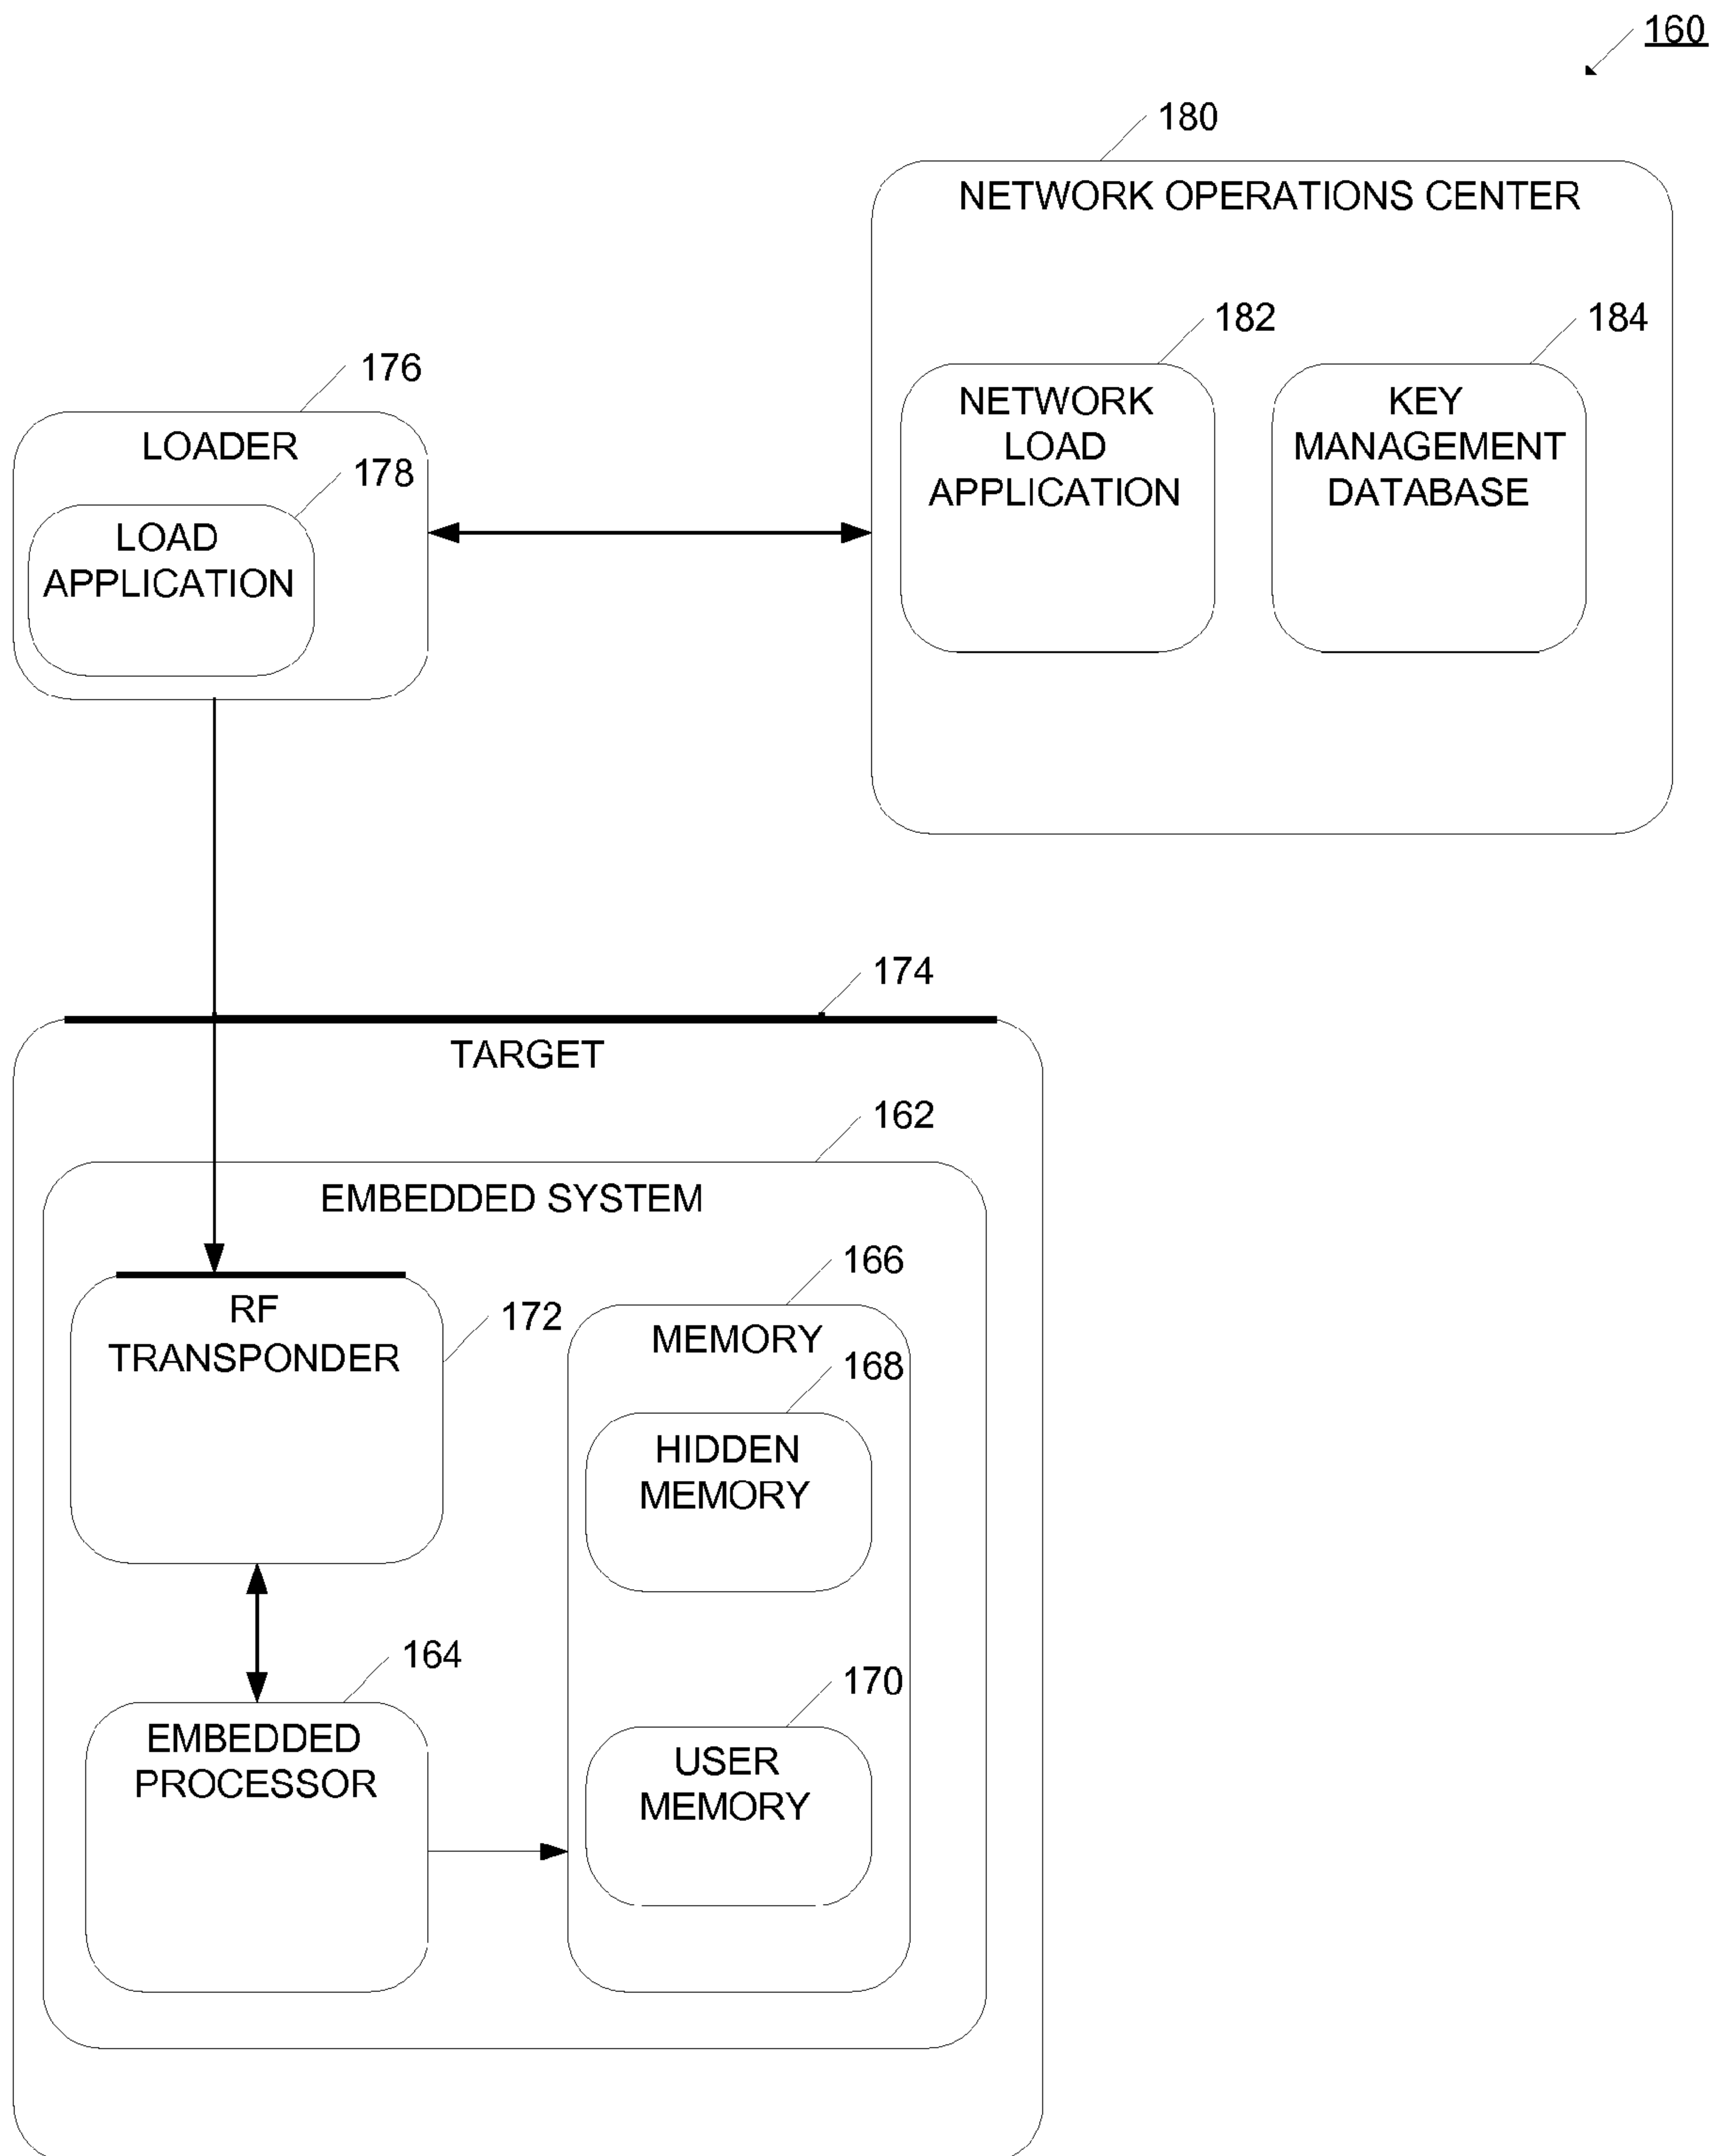 160
180
NETWORK OPERATIONS CENTER
182
184
NETWORK
LOAD
APPLICATION
KEY
MANAGEMENT
DATABASE
176
LOADER
178
LOAD
APPLICATION
174
TARGET
162
EMBEDDED SYSTEM
RF
TRANSPONDER
172
166
MEMORY
168
HIDDEN
MEMORY
164
EMBEDDED
PROCESSOR
170
USER
MEMORY